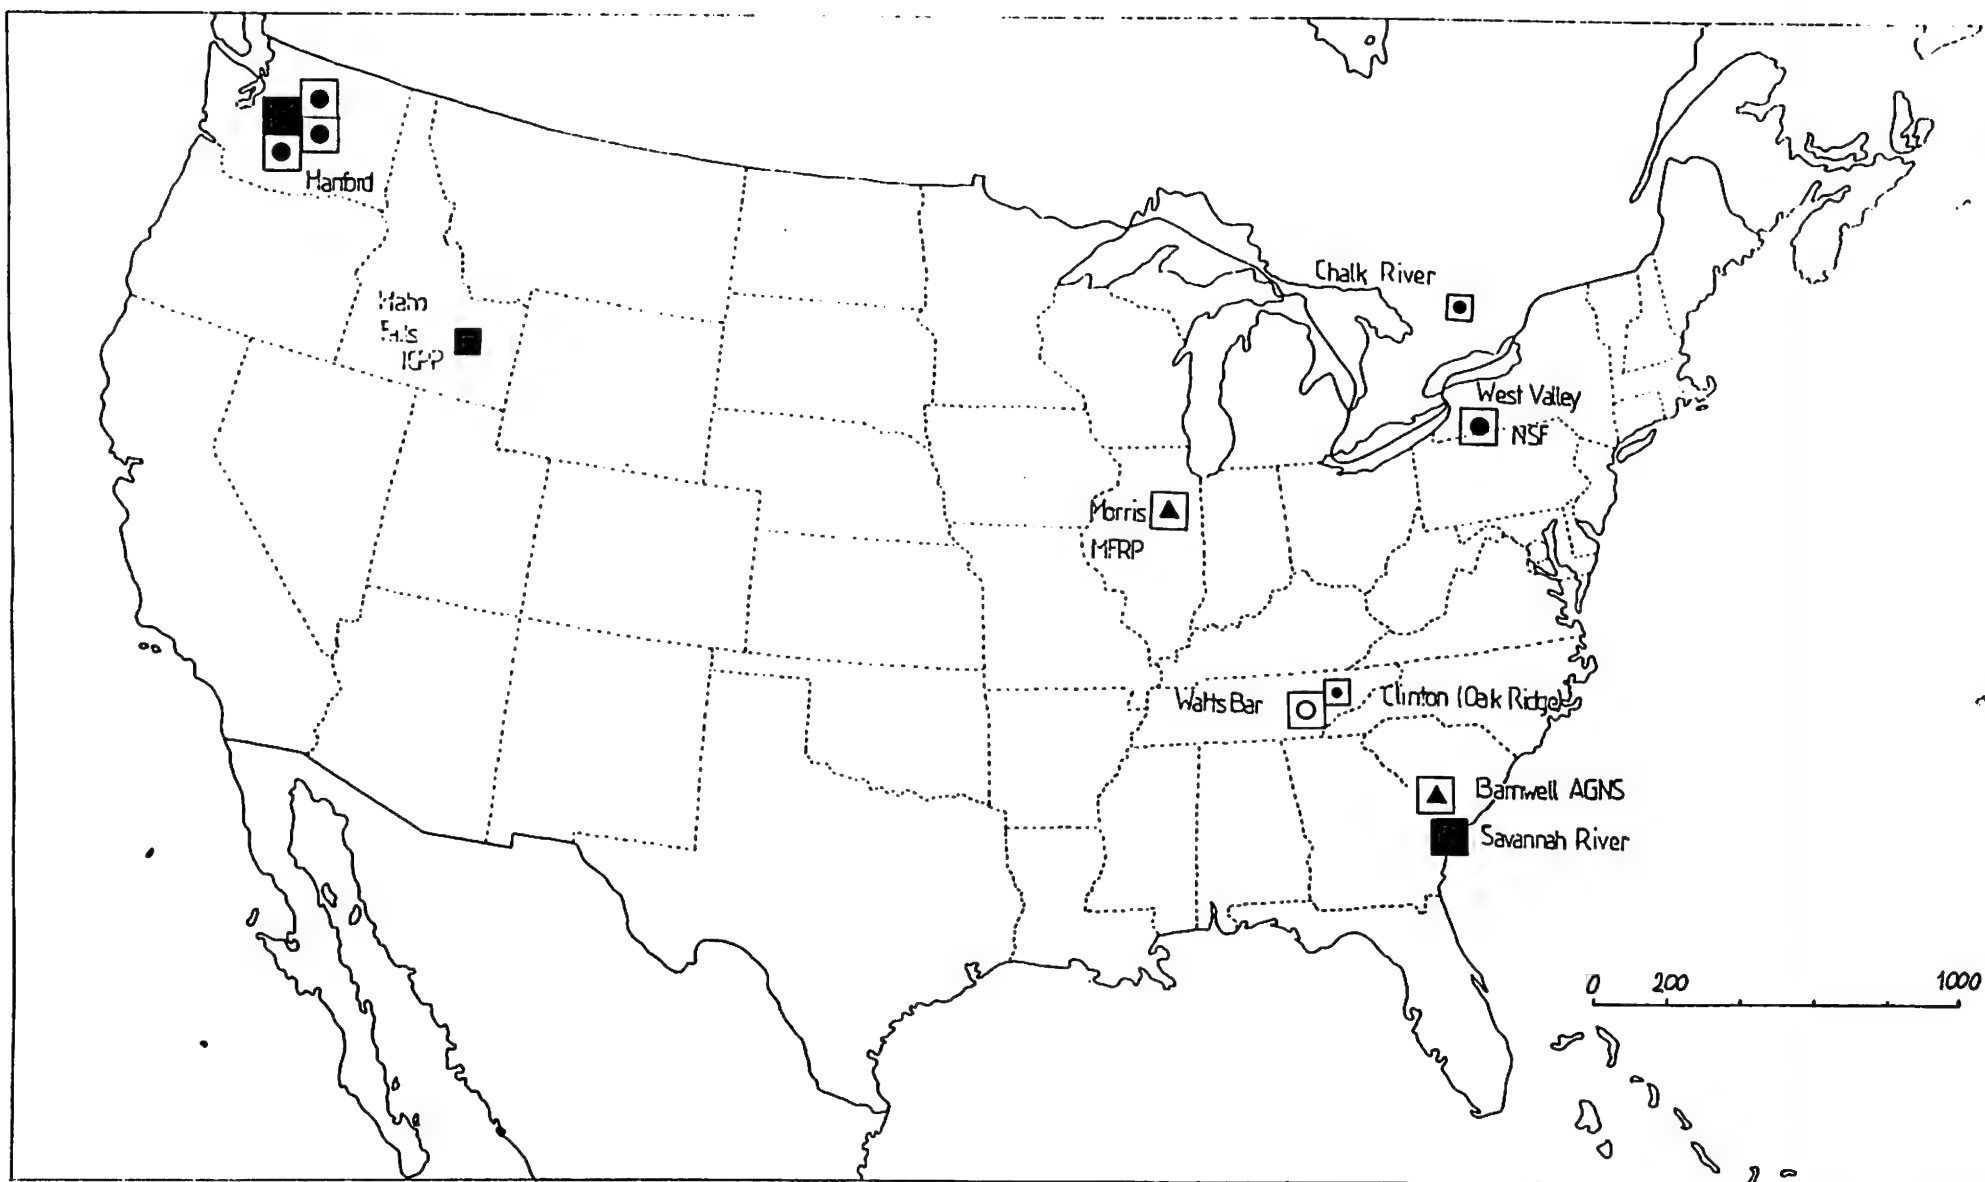 Hanford
Chalk River
ICPP
West Valley
NSF
Morris
MFRP
Watts Bar
Clinton (Oak Ridge)
Barnwell AGNS
Savannah River
0 200 1000